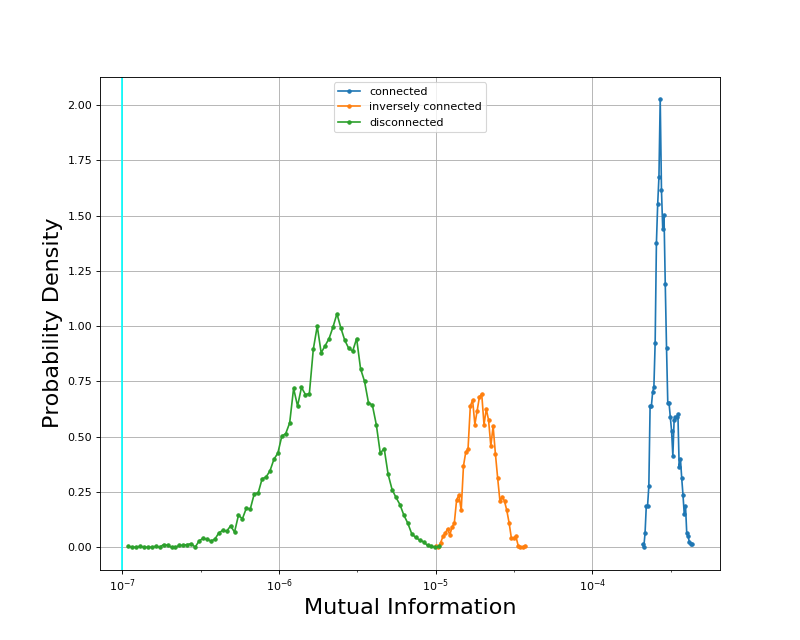 connected
inversely connected
disconnected
2.00
1.75
1.50
1.25
1.00
0.75
0.50
0.25
0.00
Probability Density
10⁻⁷
10⁻⁶
10⁻⁵
10⁻⁴
Mutual Information